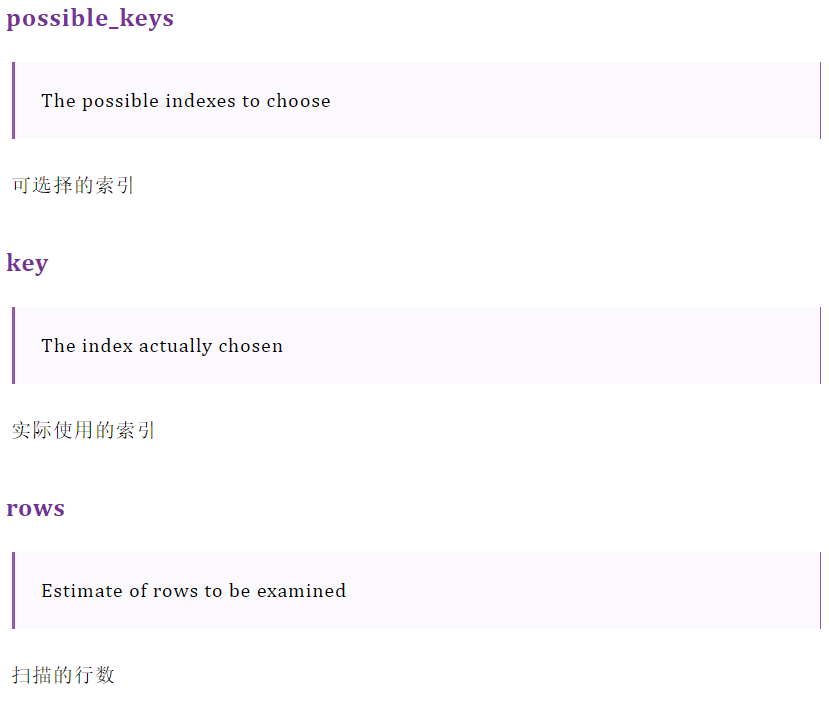 possible_keys
The possible indexes to choose
可选择的索引
key
The index actually chosen
实际使用的索引
rows
Estimate of rows to be examined
扫描的行数